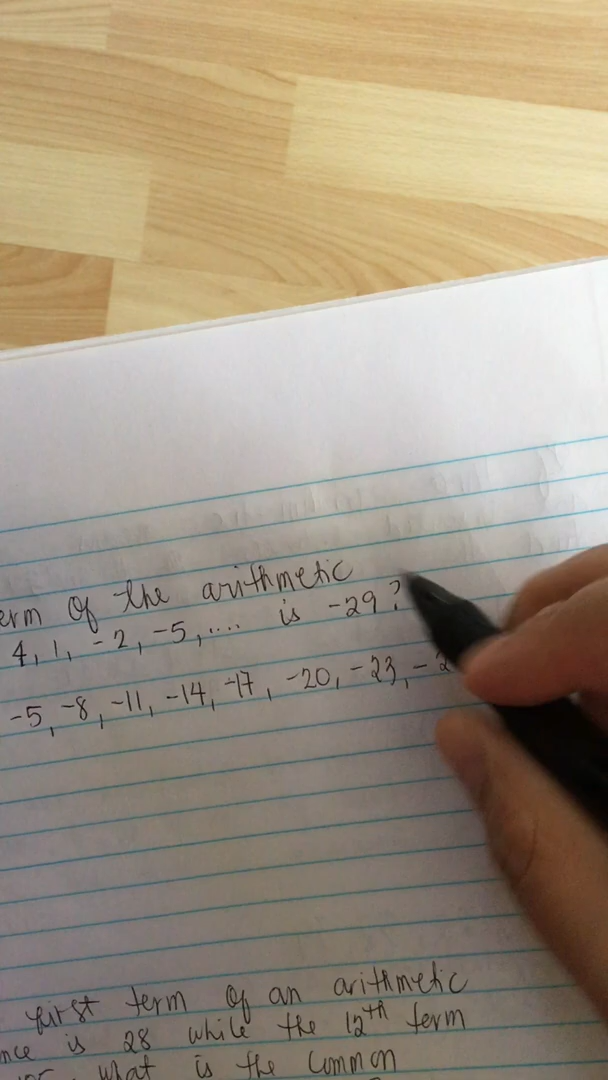 erm of the arithmetic
4, 1, -2, -5, .... is -29?
-5, -8, -11, -14, -17, -20, -23, -2
first term of an arithmetic
nce is 28 while the 12th term
what is the common